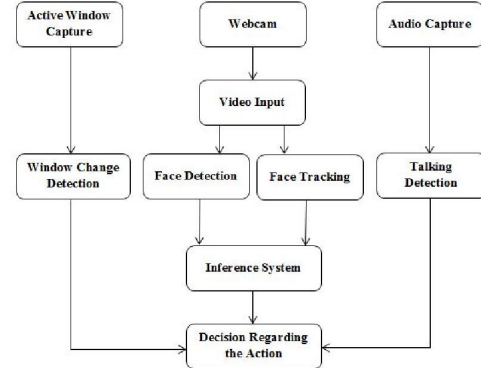 Active Window
Capture
Webcam
Audio Capture
Video Input
Window Change
Detection
Face Detection
Face Tracking
Talking
Detection
Inference System
Decision Regarding
the Action